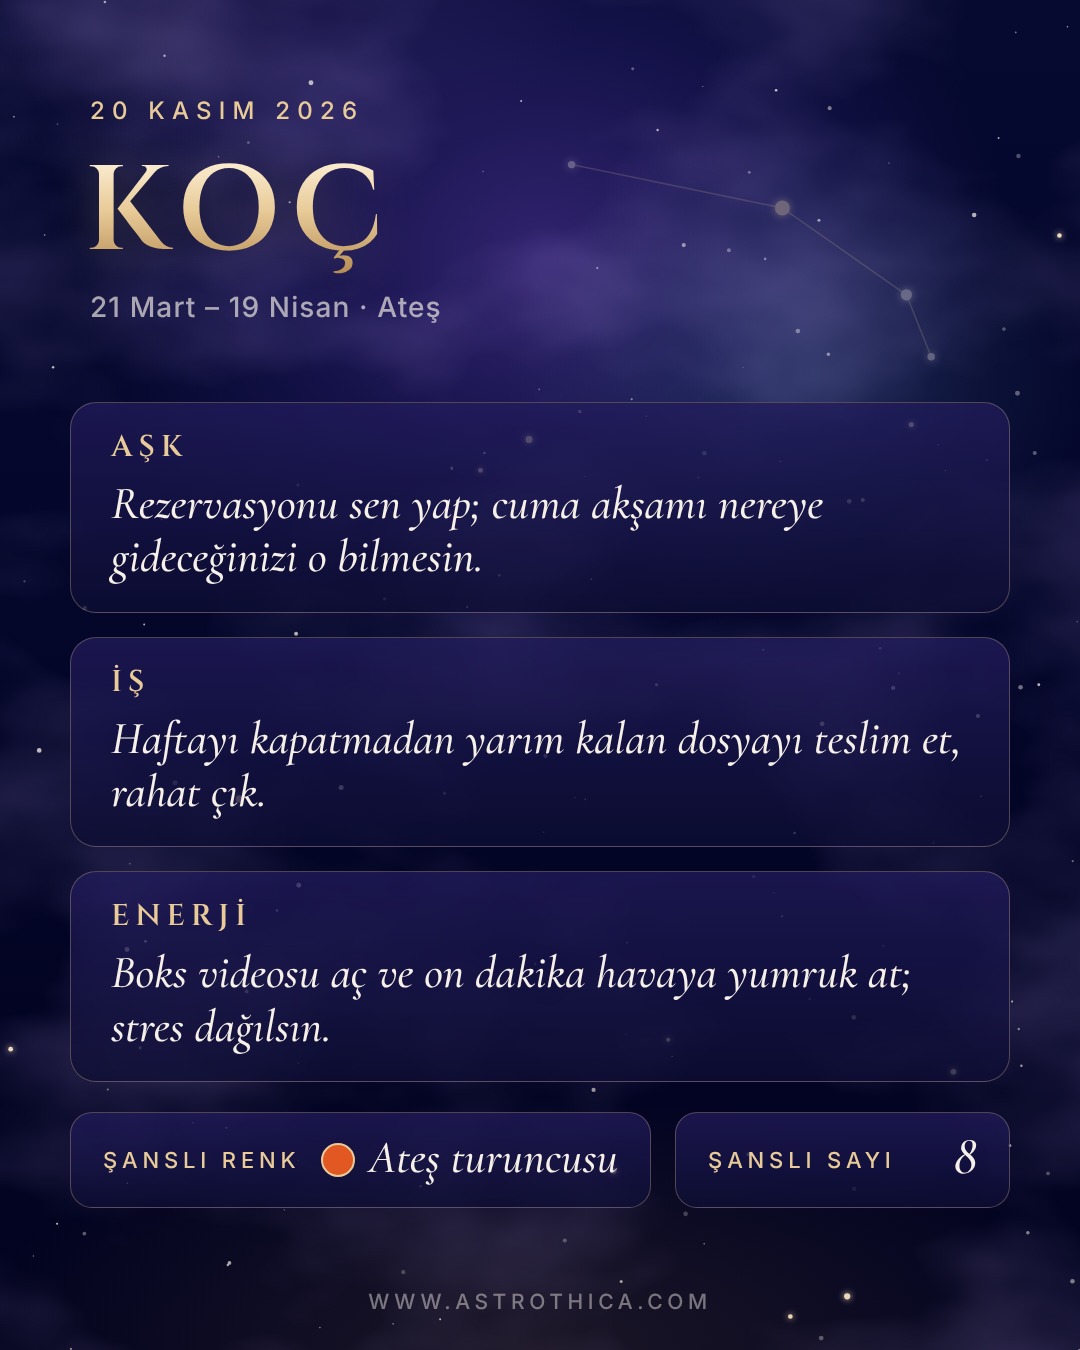 20 KASIM 2026
KOÇ
21 Mart – 19 Nisan · Ateş
AŞK
Rezervasyonu sen yap; cuma akşamı nereye
gideceğinizi o bilmesin.
İŞ
Haftayı kapatmadan yarım kalan dosyayı teslim et,
rahat çık.
ENERJİ
Boks videosu aç ve on dakika havaya yumruk at;
stres dağılsın.
ŞANSLI RENK Ateş turuncusu
ŞANSLI SAYI 8
WWW.ASTROTHICA.COM